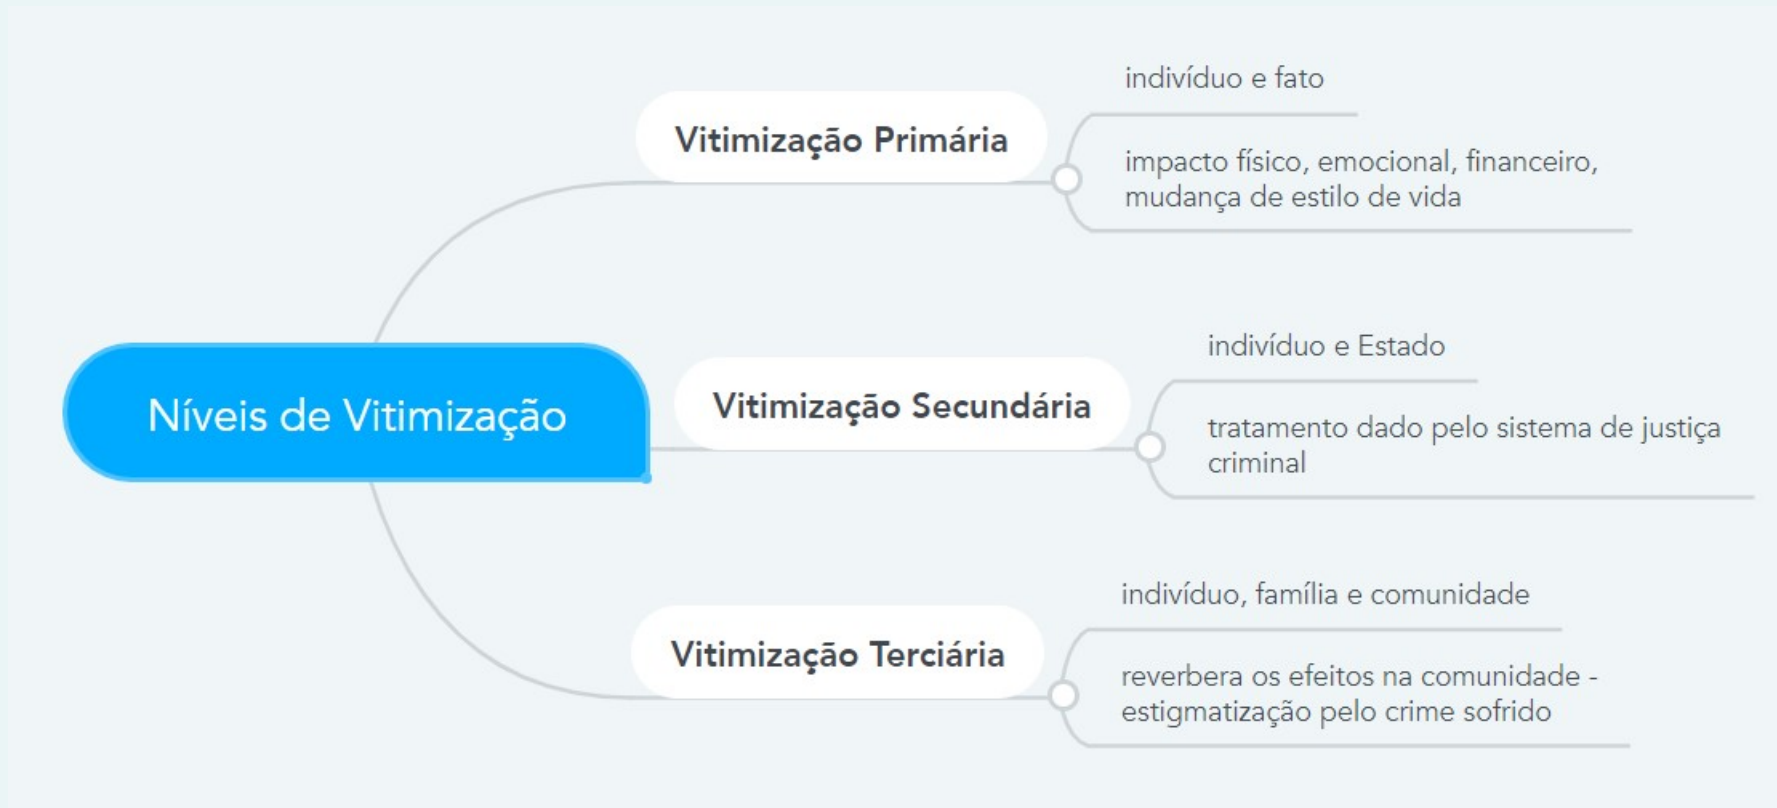 Níveis de Vitimização
Vitimização Primária
indivíduo e fato
impacto físico, emocional, financeiro,
mudança de estilo de vida
Vitimização Secundária
indivíduo e Estado
tratamento dado pelo sistema de justiça
criminal
Vitimização Terciária
indivíduo, família e comunidade
reverbera os efeitos na comunidade -
estigmatização pelo crime sofrido